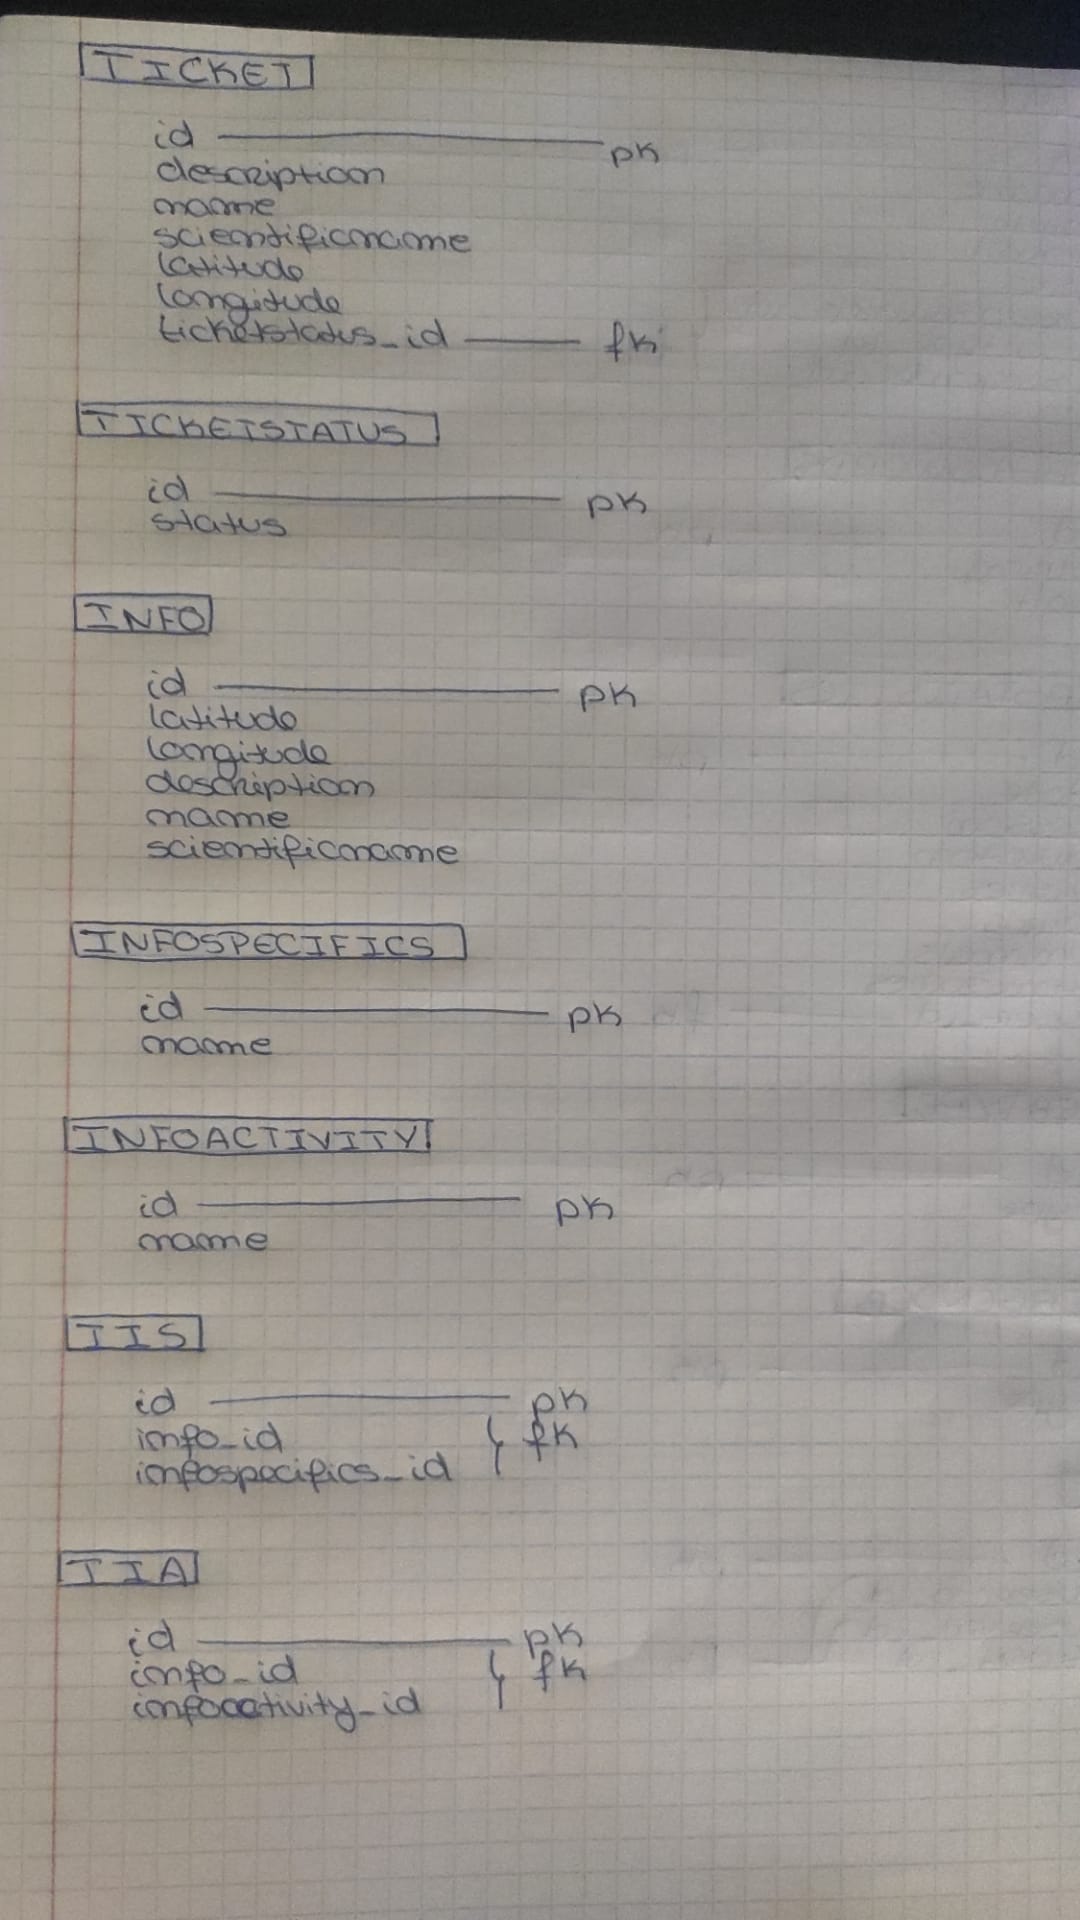 TICKET
id pk
description
name
scientificname
latitude
longitude
ticketstatus_id fk
TICKETSTATUS
id pk
status
INFO
id pk
latitude
longitude
description
name
scientificname
INFOSPECIFICS
id pk
name
INFOACTIVITY
id pk
name
IIS
id pk
info_id fk
infospecifics_id
IIA
id pk
info_id fk
infoactivity_id